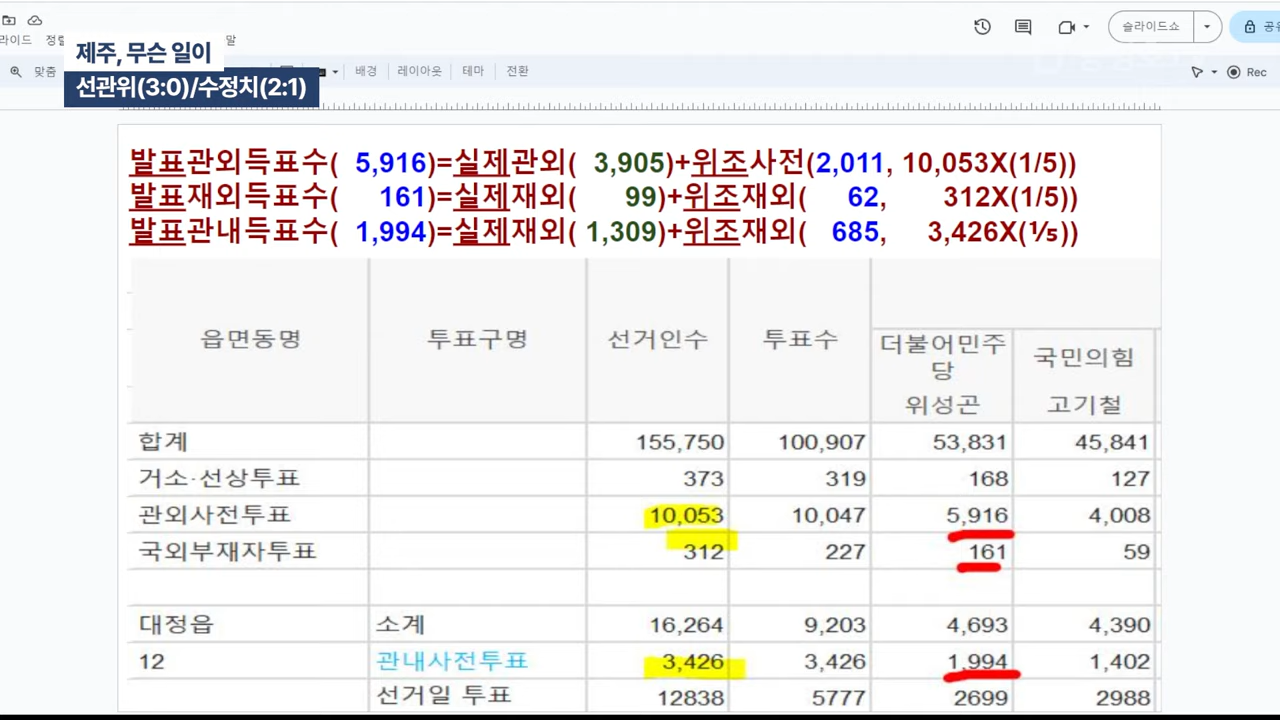 라이드
정렬
말
제주, 무슨 일이
선관위(3:0)/수정치(2:1)
맞춤
배경
레이아웃
테마
전환
슬라이드쇼
공유
Rec
발표관외득표수( 5,916)=실제관외( 3,905)+위조사전(2,011, 10,053X(1/5))
발표재외득표수( 161)=실제재외( 99)+위조재외( 62, 312X(1/5))
발표관내득표수( 1,994)=실제재외( 1,309)+위조재외( 685, 3,426X(⅕))
읍면동명 투표구명 선거인수 투표수 더불어민주당 위성곤 국민의힘 고기철
합계 155,750 100,907 53,831 45,841
거소·선상투표 373 319 168 127
관외사전투표 10,053 10,047 5,916 4,008
국외부재자투표 312 227 161 59
대정읍 소계 16,264 9,203 4,693 4,390
12 관내사전투표 3,426 3,426 1,994 1,402
선거일 투표 12838 5777 2699 2988